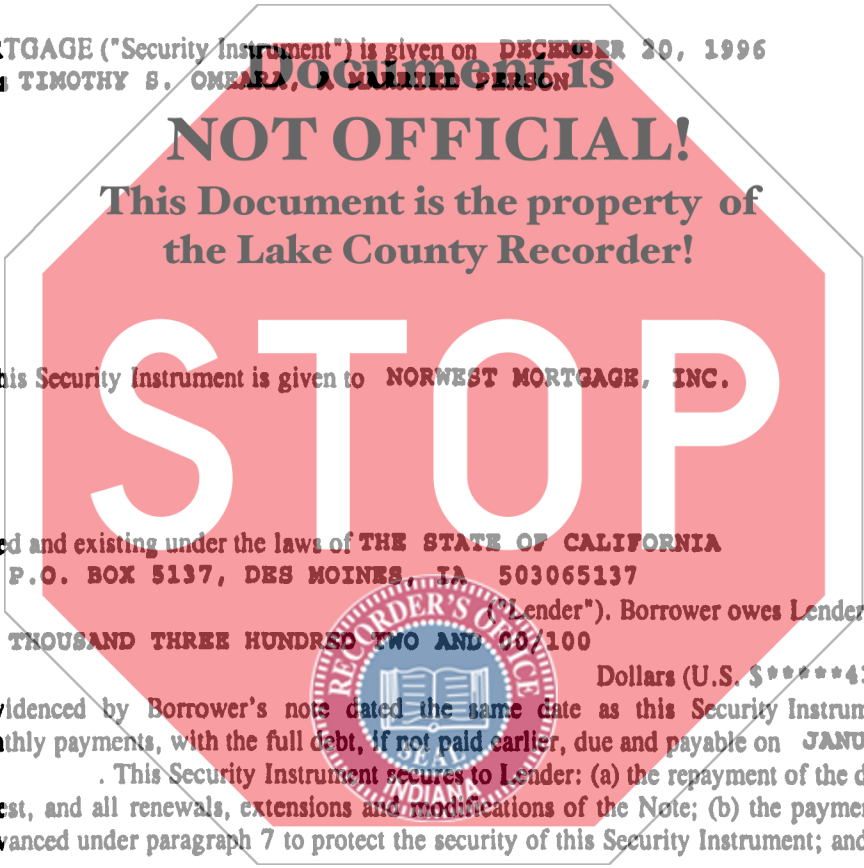 TGAGE ("Security Instrument") is given on DECEMBER 20, 1996
TIMOTHY S. OMEARA, A MARRIED PERSON
Document is
NOT OFFICIAL!
This Document is the property of
the Lake County Recorder!
STOP
his Security Instrument is given to NORWEST MORTGAGE, INC.
ed and existing under the laws of THE STATE OF CALIFORNIA
P.O. BOX 5137, DES MOINES, IA 503065137
("Lender"). Borrower owes Lender
THOUSAND THREE HUNDRED TWO AND 00/100
Dollars (U.S. $*****4
RECORDER'S OFFICE
SEAL
INDIANA
videnced by Borrower's note dated the same date as this Security Instrum
thly payments, with the full debt, if not paid earlier, due and payable on JANU
. This Security Instrument secures to Lender: (a) the repayment of the d
est, and all renewals, extensions and modifications of the Note; (b) the payme
vanced under paragraph 7 to protect the security of this Security Instrument; and